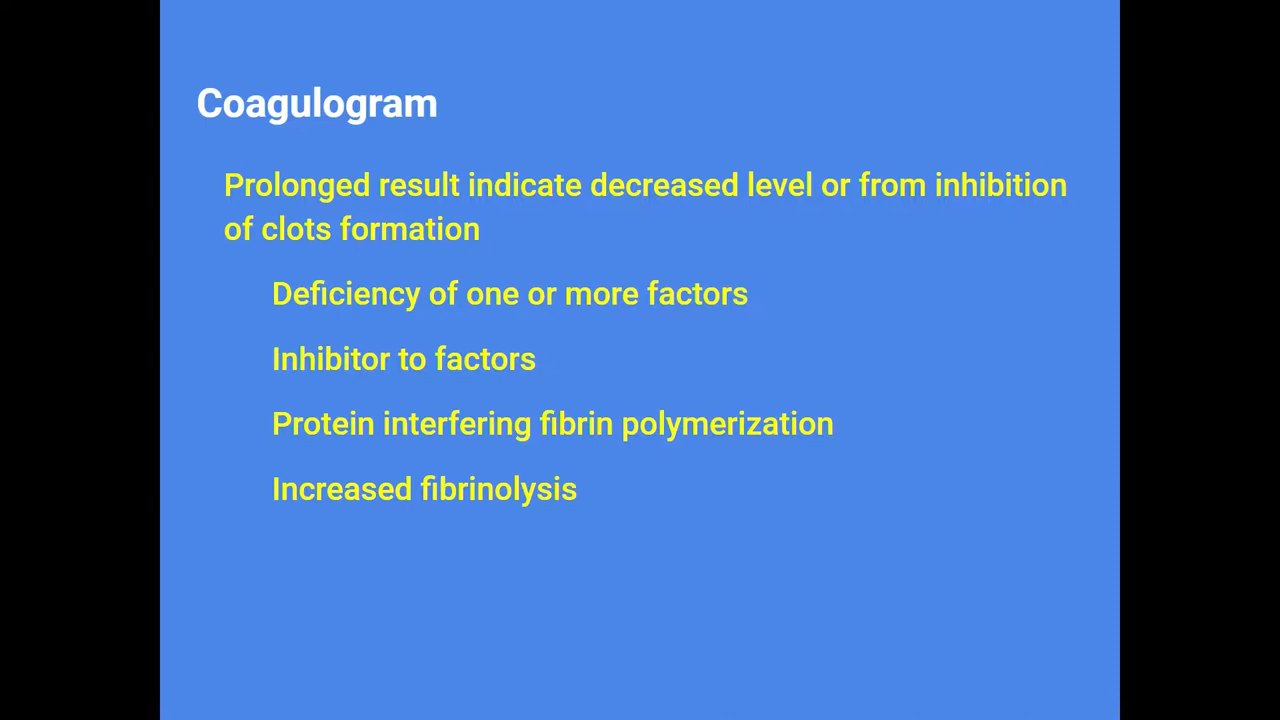 Coagulogram
Prolonged result indicate decreased level or from inhibition
of clots formation
Deficiency of one or more factors
Inhibitor to factors
Protein interfering fibrin polymerization
Increased fibrinolysis